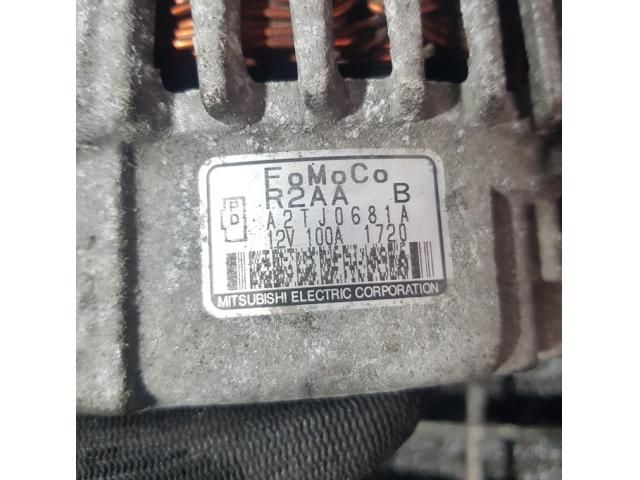 FoMoCo
R2AA B
P D
A2TJ0681A
12V 100A 1720
MITSUBISHI ELECTRIC CORPORATION